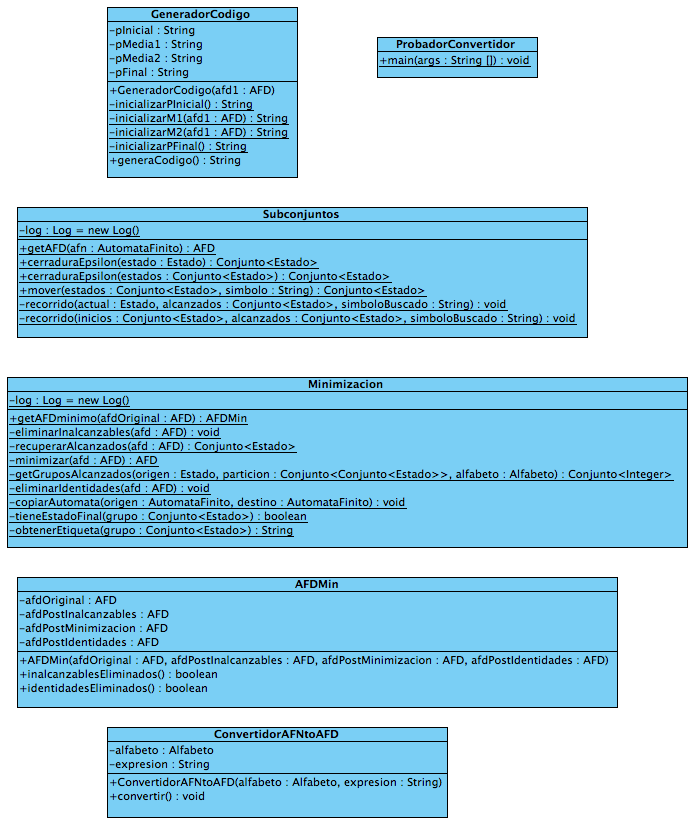 GeneradorCodigo
-pInicial : String
-pMedia1 : String
-pMedia2 : String
-pFinal : String
+GeneradorCodigo(afd1 : AFD)
-inicializarPInicial() : String
-inicializarM1(afd1 : AFD) : String
-inicializarM2(afd1 : AFD) : String
-inicializarPFinal() : String
+generaCodigo() : String
ProbadorConvertidor
+main(args : String []) : void
Subconjuntos
-log : Log = new Log()
+getAFD(afn : AutomataFinito) : AFD
+cerraduraEpsilon(estado : Estado) : Conjunto<Estado>
+cerraduraEpsilon(estados : Conjunto<Estado>) : Conjunto<Estado>
+mover(estados : Conjunto<Estado>, simbolo : String) : Conjunto<Estado>
-recorrido(actual : Estado, alcanzados : Conjunto<Estado>, simboloBuscado : String) : void
-recorrido(inicios : Conjunto<Estado>, alcanzados : Conjunto<Estado>, simboloBuscado : String) : void
Minimizacion
-log : Log = new Log()
+getAFDminimo(afdOriginal : AFD) : AFDMin
-eliminarInalcanzables(afd : AFD) : void
-recuperarAlcanzados(afd : AFD) : Conjunto<Estado>
-minimizar(afd : AFD) : AFD
-getGruposAlcanzados(origen : Estado, particion : Conjunto<Conjunto<Estado>>, alfabeto : Alfabeto) : Conjunto<Integer>
-eliminarIdentidades(afd : AFD) : void
-copiarAutomata(origen : AutomataFinito, destino : AutomataFinito) : void
-tieneEstadoFinal(grupo : Conjunto<Estado>) : boolean
-obtenerEtiqueta(grupo : Conjunto<Estado>) : String
AFDMin
-afdOriginal : AFD
-afdPostInalcanzables : AFD
-afdPostMinimizacion : AFD
-afdPostIdentidades : AFD
+AFDMin(afdOriginal : AFD, afdPostInalcanzables : AFD, afdPostMinimizacion : AFD, afdPostIdentidades : AFD)
+inalcanzablesEliminados() : boolean
+identidadesEliminados() : boolean
ConvertidorAFNtoAFD
-alfabeto : Alfabeto
-expresion : String
+ConvertidorAFNtoAFD(alfabeto : Alfabeto, expresion : String)
+convertir() : void